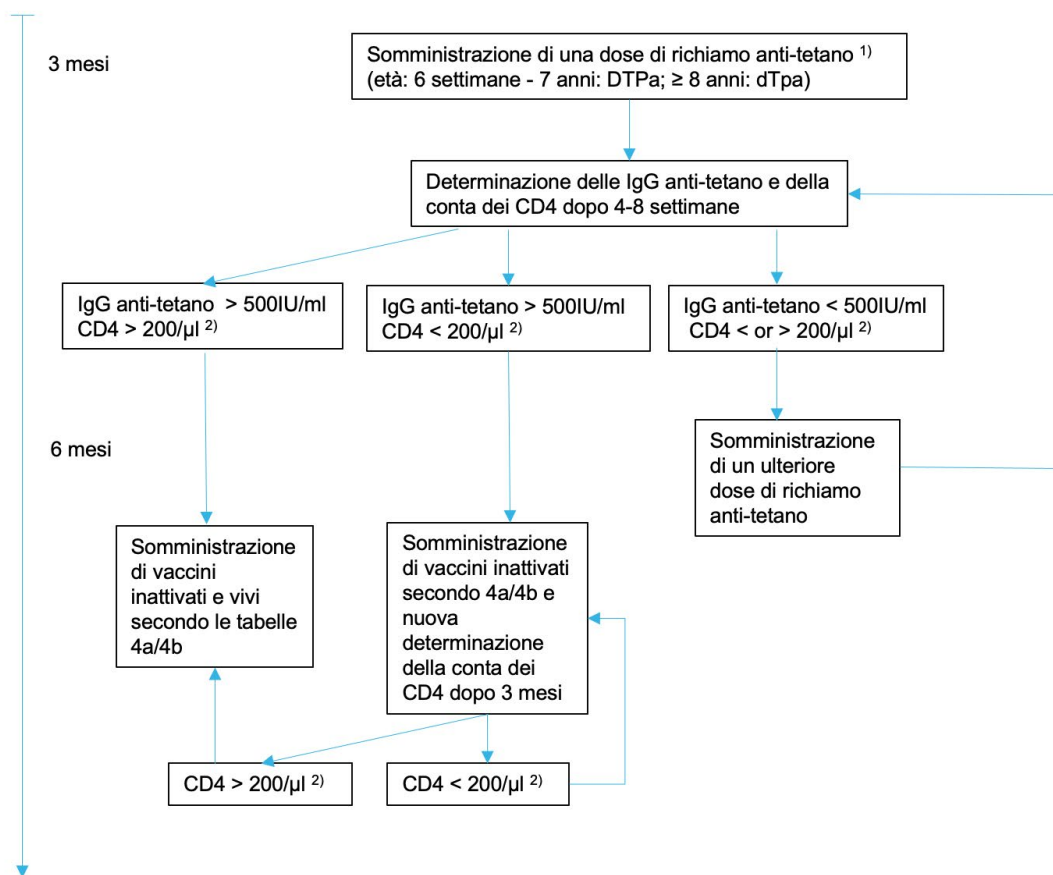 3 mesi
Somministrazione di una dose di richiamo anti-tetano 1)
(età: 6 settimane - 7 anni: DTPa; ≥ 8 anni: dTpa)
Determinazione delle IgG anti-tetano e della
conta dei CD4 dopo 4-8 settimane
IgG anti-tetano > 500IU/ml
CD4 > 200/µl 2)
IgG anti-tetano > 500IU/ml
CD4 < 200/µl 2)
IgG anti-tetano < 500IU/ml
CD4 < or > 200/µl 2)
6 mesi
Somministrazione
di un ulteriore
dose di richiamo
anti-tetano
Somministrazione
di vaccini
inattivati e vivi
secondo le tabelle
4a/4b
Somministrazione
di vaccini inattivati
secondo 4a/4b e
nuova
determinazione
della conta dei
CD4 dopo 3 mesi
CD4 > 200/µl 2)
CD4 < 200/µl 2)